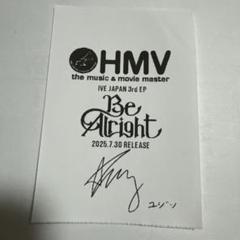 HMV
the music & movie master
IVE JAPAN 3rd EP
Be
Alright
2025.7.30 RELEASE
ユジン